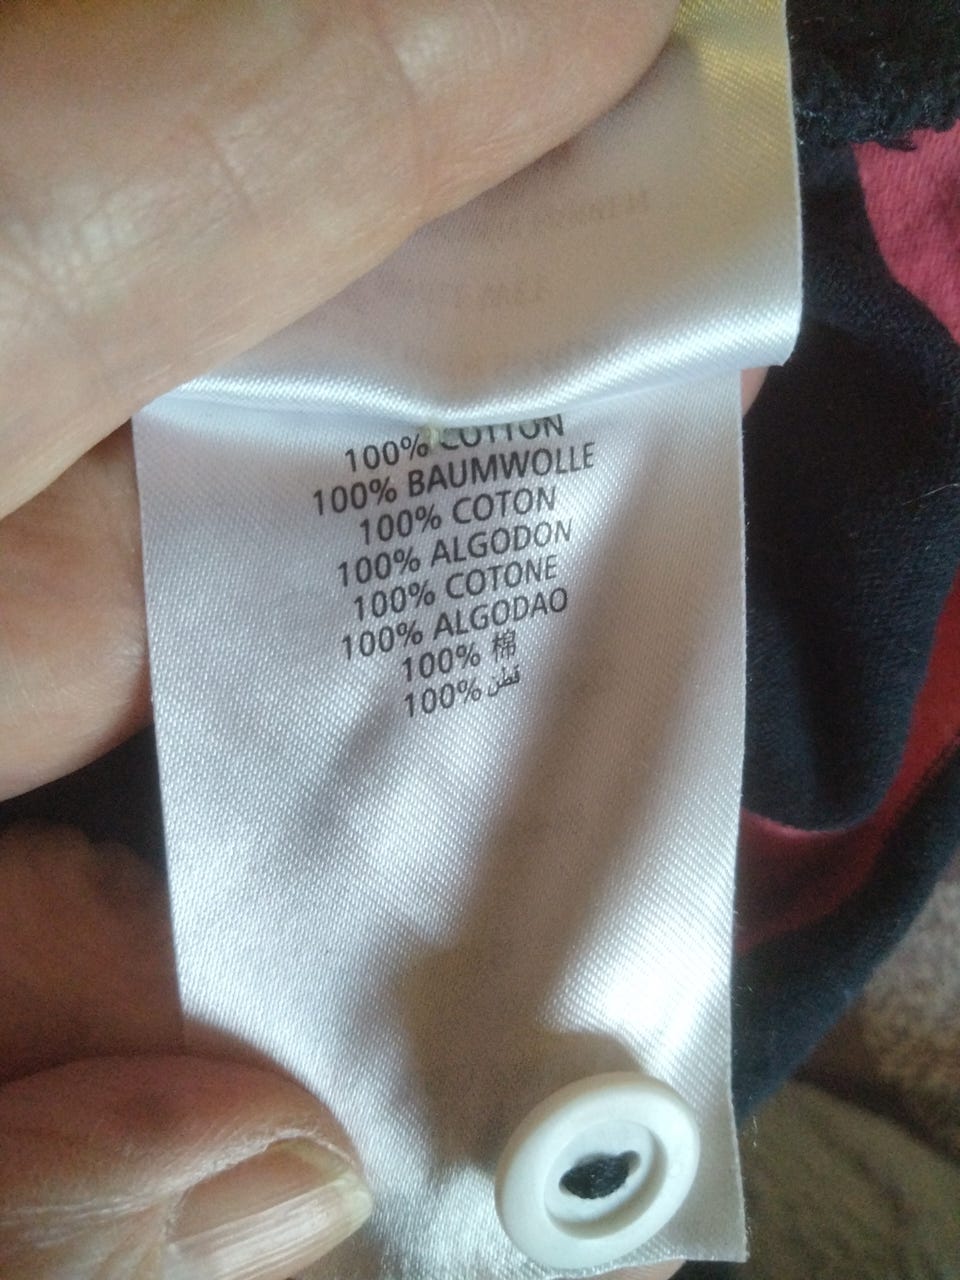 100% COTTON
100% BAUMWOLLE
100% COTON
100% ALGODON
100% COTONE
100% ALGODAO
100% 棉
100% قطن